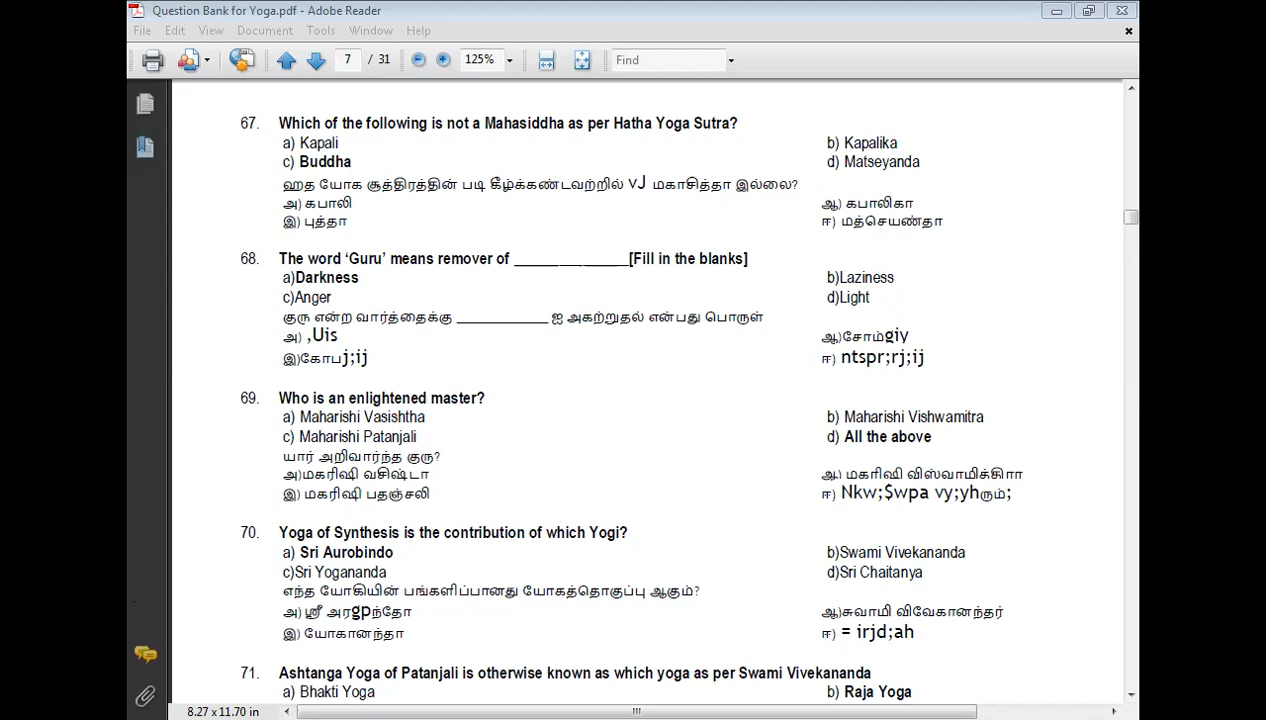 Question Bank for Yoga.pdf - Adobe Reader
File Edit View Document Tools Window Help
7 / 31 125% Find
67. Which of the following is not a Mahasiddha as per Hatha Yoga Sutra?
a) Kapali b) Kapalika
c) Buddha d) Matseyanda
ஹத யோக சூத்திரத்தின் படி கீழ்க்கண்டவற்றில் vJ மகாசித்தா இல்லை?
அ) கபாலி ஆ) கபாலிகா
இ) புத்தா ஈ) மத்செயண்தா
68. The word ‘Guru’ means remover of ______________[Fill in the blanks]
a)Darkness b)Laziness
c)Anger d)Light
குரு என்ற வார்த்தைக்கு ____________ ஐ அகற்றுதல் என்பது பொருள்
அ) ,Uis ஆ)சோம்giy
இ)கோபj;ij ஈ) ntspr;rj;ij
69. Who is an enlightened master?
a) Maharishi Vasishtha b) Maharishi Vishwamitra
c) Maharishi Patanjali d) All the above
யார் அறிவார்ந்த குரு?
அ)மகரிஷி வசிஷ்டா ஆ) மகரிஷி விஸ்வாமிக்கிாா
இ) மகரிஷி பதஞ்சலி ஈ) Nkw;$wpa vy;yhரும்;
70. Yoga of Synthesis is the contribution of which Yogi?
a) Sri Aurobindo b)Swami Vivekananda
c)Sri Yogananda d)Sri Chaitanya
எந்த யோகியின் பங்களிப்பானது யோகத்தொகுப்பு ஆகும்?
அ) ஸ்ரீ அரgpந்தோ ஆ)சுவாமி விவேகானந்தர்
இ) யோகானந்தா ஈ) = irjd;ah
71. Ashtanga Yoga of Patanjali is otherwise known as which yoga as per Swami Vivekananda
a) Bhakti Yoga b) Raja Yoga
8.27 x 11.70 in